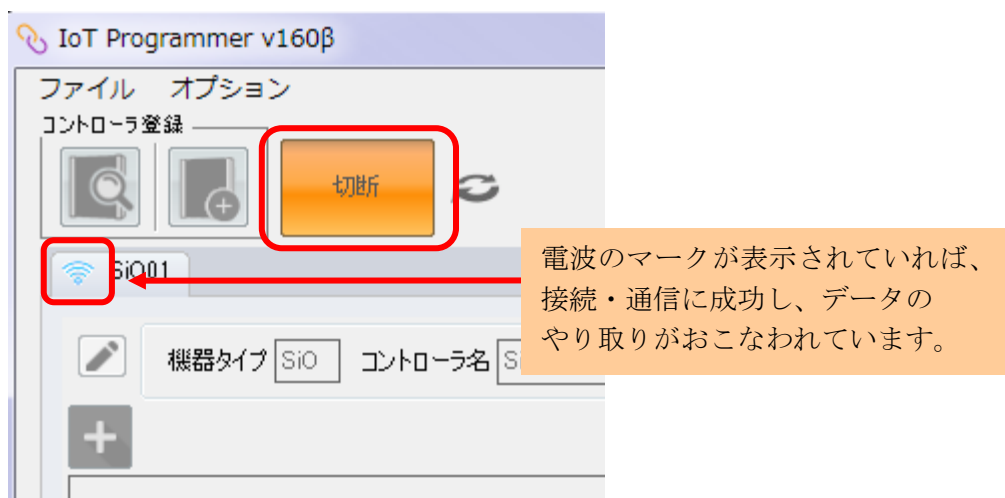 IoT Programmer v160β
ファイル オプション
コントローラ登録
切断
SiO01
電波のマークが表示されていれば、
接続・通信に成功し、データの
やり取りがおこなわれています。
機器タイプ SiO コントローラ名